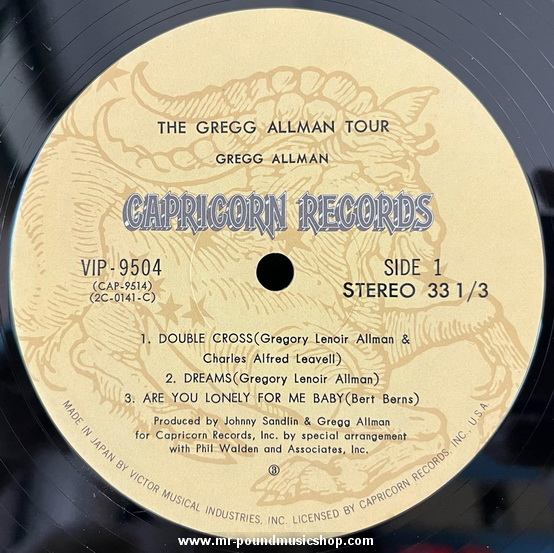 THE GREGG ALLMAN TOUR
GREGG ALLMAN
CAPRICORN RECORDS
VIP-9504
(CAP-9514)
(2C-0141-C)
SIDE 1
STEREO 33 1/3
1. DOUBLE CROSS(Gregory Lenoir Allman &
Charles Alfred Leavell)
2. DREAMS(Gregory Lenoir Allman)
3. ARE YOU LONELY FOR ME BABY(Bert Berns)
Produced by Johnny Sandlin & Gregg Allman
for Capricorn Records, Inc. by special arrangement
with Phil Walden and Associates, Inc.
MADE IN JAPAN BY VICTOR MUSICAL INDUSTRIES, INC. LICENSED BY CAPRICORN RECORDS, INC. U.S.A.
www.mr-poundmusicshop.com